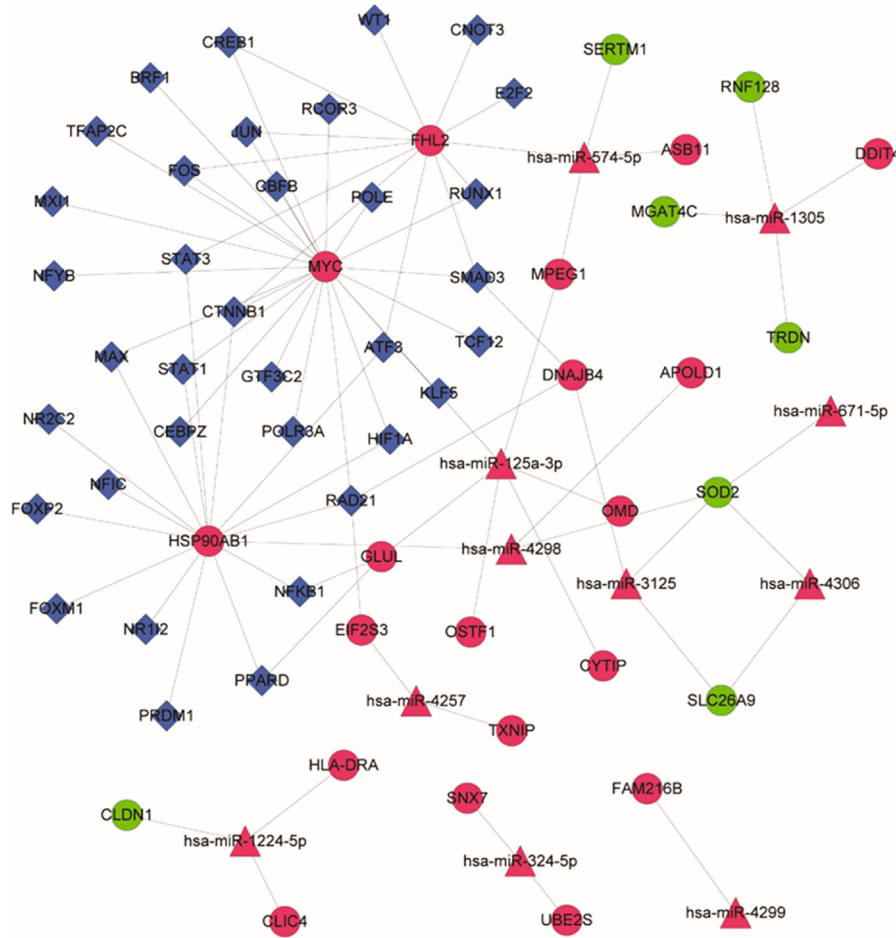 WT1
CNOT3
CREB1
SERTM1
BRF1
RNF128
E2F2
RCOR3
TFAP2C
JUN
FHL2
ASB11
DDIT4
hsa-miR-574-5p
FOS
CBFB
POLE
RUNX1
MXI1
MGAT4C
hsa-miR-1305
STAT3
MYC
NFYB
SMAD3
MPEG1
CTNNB1
TRDN
MAX
ATF3
TCF12
STAT1
GTF3C2
DNAJB4
APOLD1
KLF5
NR2C2
hsa-miR-671-5p
CEBPZ
POLR3A
HIF1A
hsa-miR-125a-3p
NFIC
SOD2
FOXP2
RAD21
OMD
HSP90AB1
GLUL
hsa-miR-4298
hsa-miR-3125
hsa-miR-4306
NFKB1
FOXM1
NR1I2
EIF2S3
OSTF1
CYTIP
PPARD
hsa-miR-4257
SLC26A9
PRDM1
TXNIP
HLA-DRA
FAM216B
SNX7
CLDN1
hsa-miR-1224-5p
hsa-miR-324-5p
CLIC4
UBE2S
hsa-miR-4299